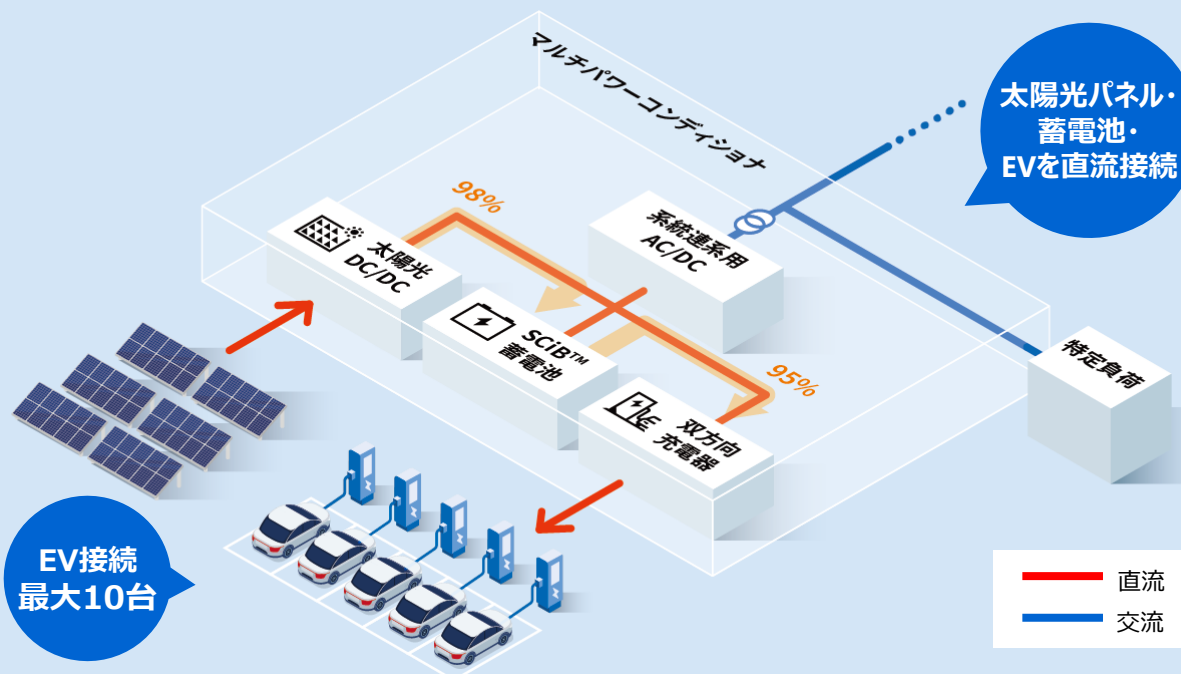 マルチパワーコンディショナ
太陽光パネル・
蓄電池・
EVを直流接続
98%
太陽光
DC/DC
系統連系用
AC/DC
SCiB™
蓄電池
95%
双方向
充電器
特定負荷
EV接続
最大10台
直流
交流